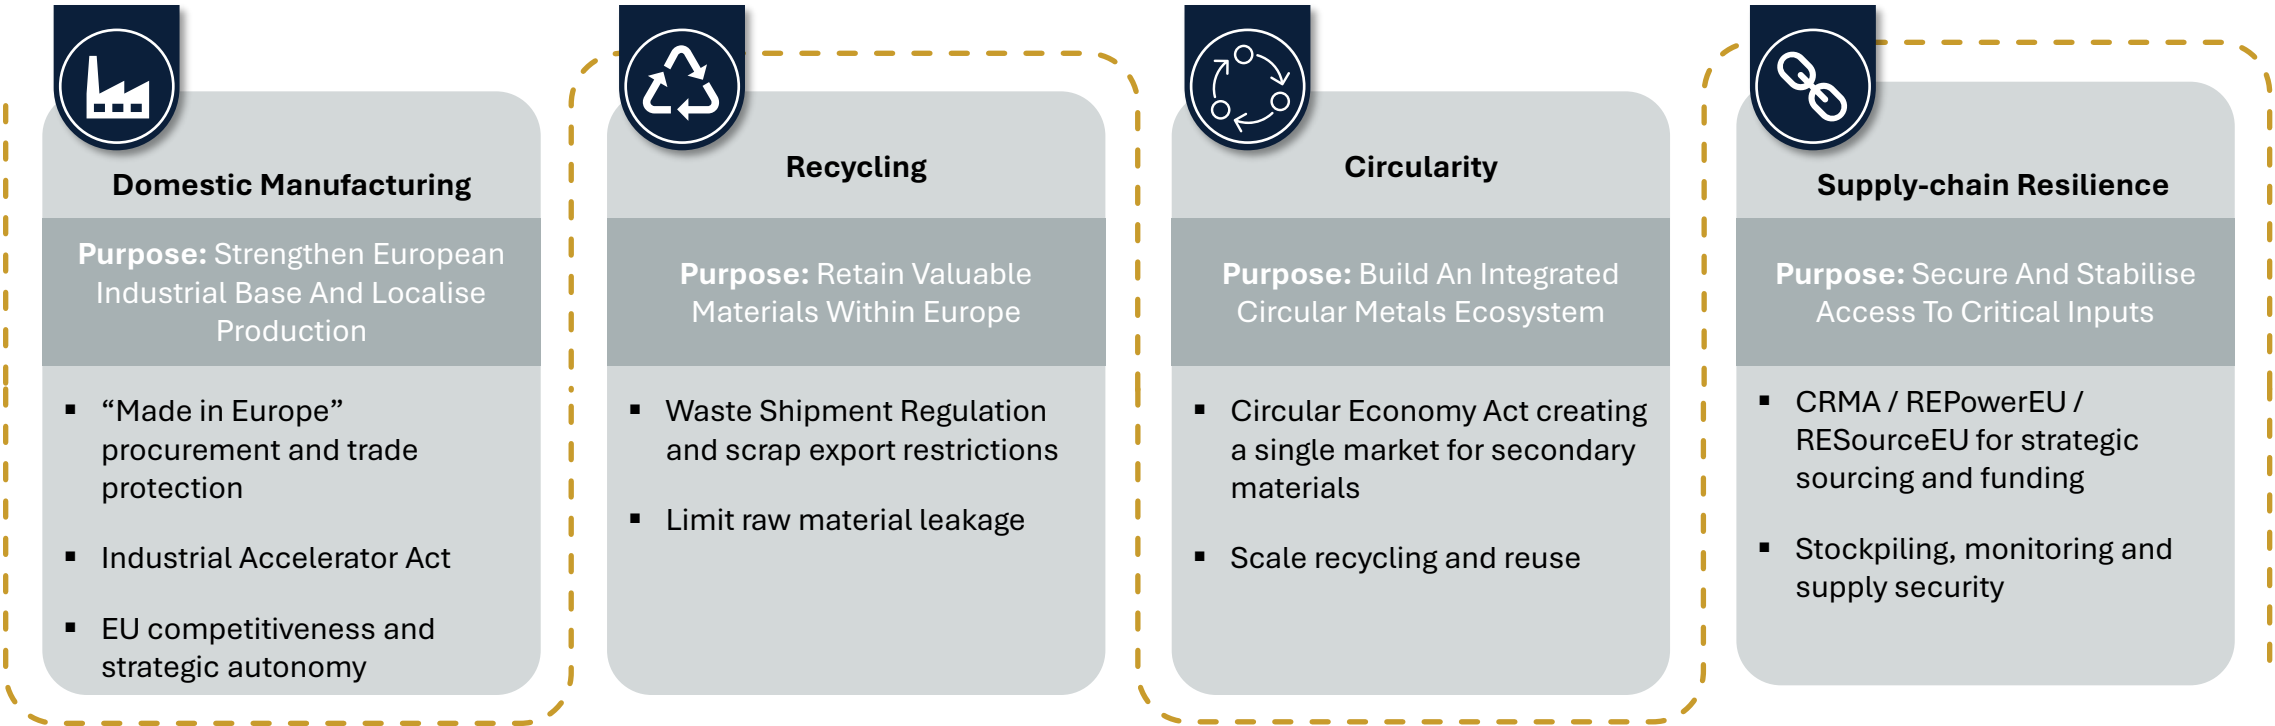 Domestic Manufacturing
Purpose: Strengthen European
Industrial Base And Localise
Production
▪ “Made in Europe”
procurement and trade
protection
▪ Industrial Accelerator Act
▪ EU competitiveness and
strategic autonomy
Recycling
Purpose: Retain Valuable
Materials Within Europe
▪ Waste Shipment Regulation
and scrap export restrictions
▪ Limit raw material leakage
Circularity
Purpose: Build An Integrated
Circular Metals Ecosystem
▪ Circular Economy Act creating
a single market for secondary
materials
▪ Scale recycling and reuse
Supply-chain Resilience
Purpose: Secure And Stabilise
Access To Critical Inputs
▪ CRMA / REPowerEU /
RESourceEU for strategic
sourcing and funding
▪ Stockpiling, monitoring and
supply security